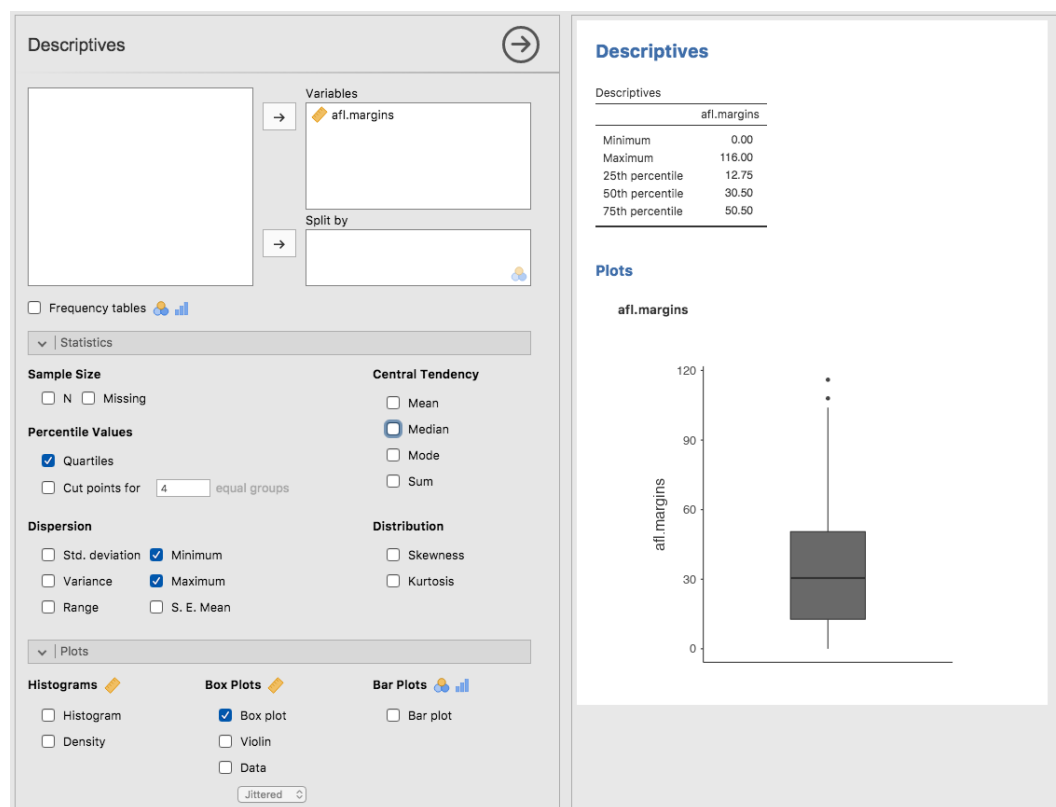 Descriptives
Variables
afl.margins
Split by
Frequency tables
Statistics
Sample Size
N Missing
Percentile Values
Quartiles
Cut points for 4 equal groups
Dispersion
Std. deviation Minimum
Variance Maximum
Range S. E. Mean
Central Tendency
Mean
Median
Mode
Sum
Distribution
Skewness
Kurtosis
Plots
Histograms
Histogram
Density
Box Plots
Box plot
Violin
Data
Jittered
Bar Plots
Bar plot
Descriptives
Descriptives
afl.margins
Minimum 0.00
Maximum 116.00
25th percentile 12.75
50th percentile 30.50
75th percentile 50.50
Plots
afl.margins
120
90
60
30
0
afl.margins